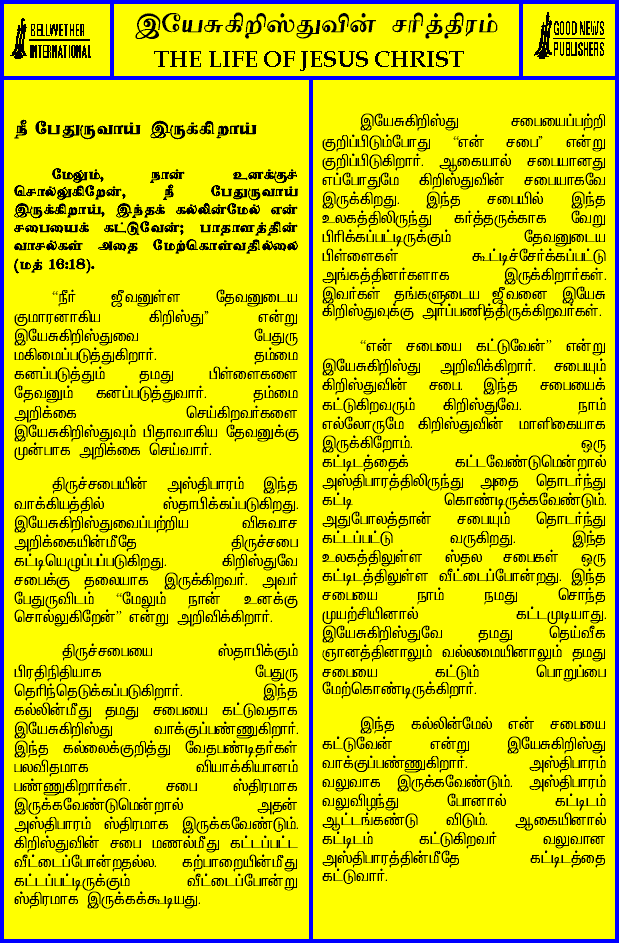 BELLWETHER
INTERNATIONAL
இயேசுகிறிஸ்துவின் சரித்திரம்
THE LIFE OF JESUS CHRIST
GOOD NEWS
PUBLISHERS
நீ பேதுருவாய் இருக்கிறாய்
மேலும், நான் உனக்குச்
சொல்லுகிறேன், நீ பேதுருவாய்
இருக்கிறாய், இந்தக் கல்லின்மேல் என்
சபையைக் கட்டுவேன்; பாதாளத்தின்
வாசல்கள் அதை மேற்கொள்வதில்லை
(மத் 16:18).
“நீர் ஜீவனுள்ள தேவனுடைய
குமாரனாகிய கிறிஸ்து” என்று
இயேசுகிறிஸ்துவை பேதுரு
மகிமைப்படுத்துகிறார். தம்மை
கனப்படுத்தும் தமது பிள்ளைகளை
தேவனும் கனப்படுத்துவார். தம்மை
அறிக்கை செய்கிறவர்களை
இயேசுகிறிஸ்துவும் பிதாவாகிய தேவனுக்கு
முன்பாக அறிக்கை செய்வார்.
திருச்சபையின் அஸ்திபாரம் இந்த
வாக்கியத்தில் ஸ்தாபிக்கப்படுகிறது.
இயேசுகிறிஸ்துவைப்பற்றிய விசுவாச
அறிக்கையின்மீதே திருச்சபை
கட்டியெழுப்பப்படுகிறது. கிறிஸ்துவே
சபைக்கு தலையாக இருக்கிறவர். அவர்
பேதுருவிடம் “மேலும் நான் உனக்கு
சொல்லுகிறேன்” என்று அறிவிக்கிறார்.
திருச்சபையை ஸ்தாபிக்கும்
பிரதிநிதியாக பேதுரு
தெரிந்தெடுக்கப்படுகிறார். இந்த
கல்லின்மீது தமது சபையை கட்டுவதாக
இயேசுகிறிஸ்து வாக்குப்பண்ணுகிறார்.
இந்த கல்லைக்குறித்து வேதபண்டிதர்கள்
பலவிதமாக வியாக்கியானம்
பண்ணுகிறார்கள். சபை ஸ்திரமாக
இருக்கவேண்டுமென்றால் அதன்
அஸ்திபாரம் ஸ்திரமாக இருக்கவேண்டும்.
கிறிஸ்துவின் சபை மணல்மீது கட்டப்பட்ட
வீட்டைப்போன்றதல்ல. கற்பாறையின்மீது
கட்டப்பட்டிருக்கும் வீட்டைப்போன்று
ஸ்திரமாக இருக்கக்கூடியது.
இயேசுகிறிஸ்து சபையைப்பற்றி
குறிப்பிடும்போது “என் சபை” என்று
குறிப்பிடுகிறார். ஆகையால் சபையானது
எப்போதுமே கிறிஸ்துவின் சபையாகவே
இருக்கிறது. இந்த சபையில் இந்த
உலகத்திலிருந்து கர்த்தருக்காக வேறு
பிரிக்கப்பட்டிருக்கும் தேவனுடைய
பிள்ளைகள் கூட்டிச்சேர்க்கப்பட்டு
அங்கத்தினர்களாக இருக்கிறார்கள்.
இவர்கள் தங்களுடைய ஜீவனை இயேசு
கிறிஸ்துவுக்கு அர்ப்பணித்திருக்கிறவர்கள்.
“என் சபையை கட்டுவேன்” என்று
இயேசுகிறிஸ்து அறிவிக்கிறார். சபையும்
கிறிஸ்துவின் சபை. இந்த சபையைக்
கட்டுகிறவரும் கிறிஸ்துவே. நாம்
எல்லோருமே கிறிஸ்துவின் மாளிகையாக
இருக்கிறோம். ஒரு
கட்டிடத்தைக் கட்டவேண்டுமென்றால்
அஸ்திபாரத்திலிருந்து அதை தொடர்ந்து
கட்டி கொண்டிருக்கவேண்டும்.
அதுபோலத்தான் சபையும் தொடர்ந்து
கட்டப்பட்டு வருகிறது. இந்த
உலகத்திலுள்ள ஸ்தல சபைகள் ஒரு
கட்டிடத்திலுள்ள வீட்டைப்போன்றது. இந்த
சபையை நாம் நமது சொந்த
முயற்சியினால் கட்டமுடியாது.
இயேசுகிறிஸ்துவே தமது தெய்வீக
ஞானத்தினாலும் வல்லமையினாலும் தமது
சபையை கட்டும் பொறுப்பை
மேற்கொண்டிருக்கிறார்.
இந்த கல்லின்மேல் என் சபையை
கட்டுவேன் என்று இயேசுகிறிஸ்து
வாக்குப்பண்ணுகிறார். அஸ்திபாரம்
வலுவாக இருக்கவேண்டும். அஸ்திபாரம்
வலுவிழந்து போனால் கட்டிடம்
ஆட்டங்கண்டு விடும். ஆகையினால்
கட்டிடம் கட்டுகிறவர் வலுவான
அஸ்திபாரத்தின்மீதே கட்டிடத்தை
கட்டுவார்.